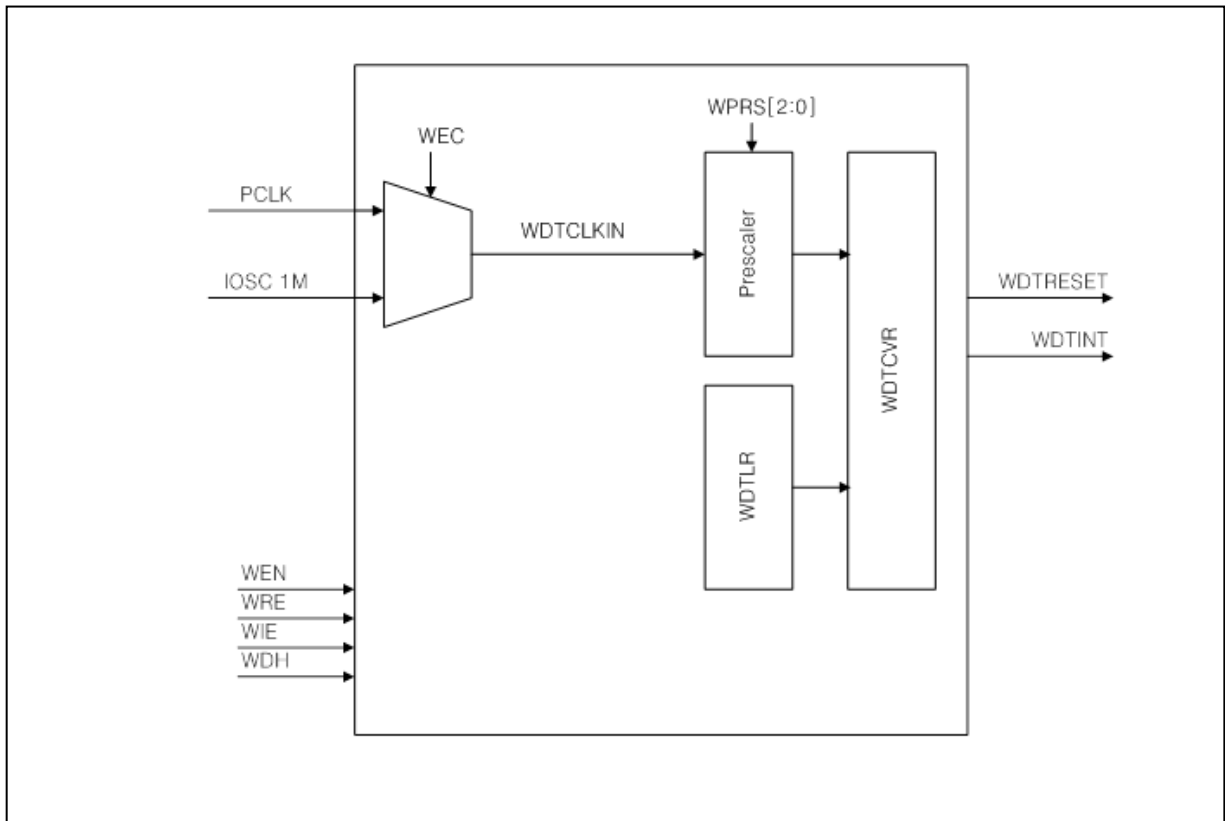 WPRS[2:0]
WEC
PCLK
WDTCLKIN
Prescaler
IOSC 1M
WDTRESET
WDTINT
WDTCVR
WDTLR
WEN
WRE
WIE
WDH